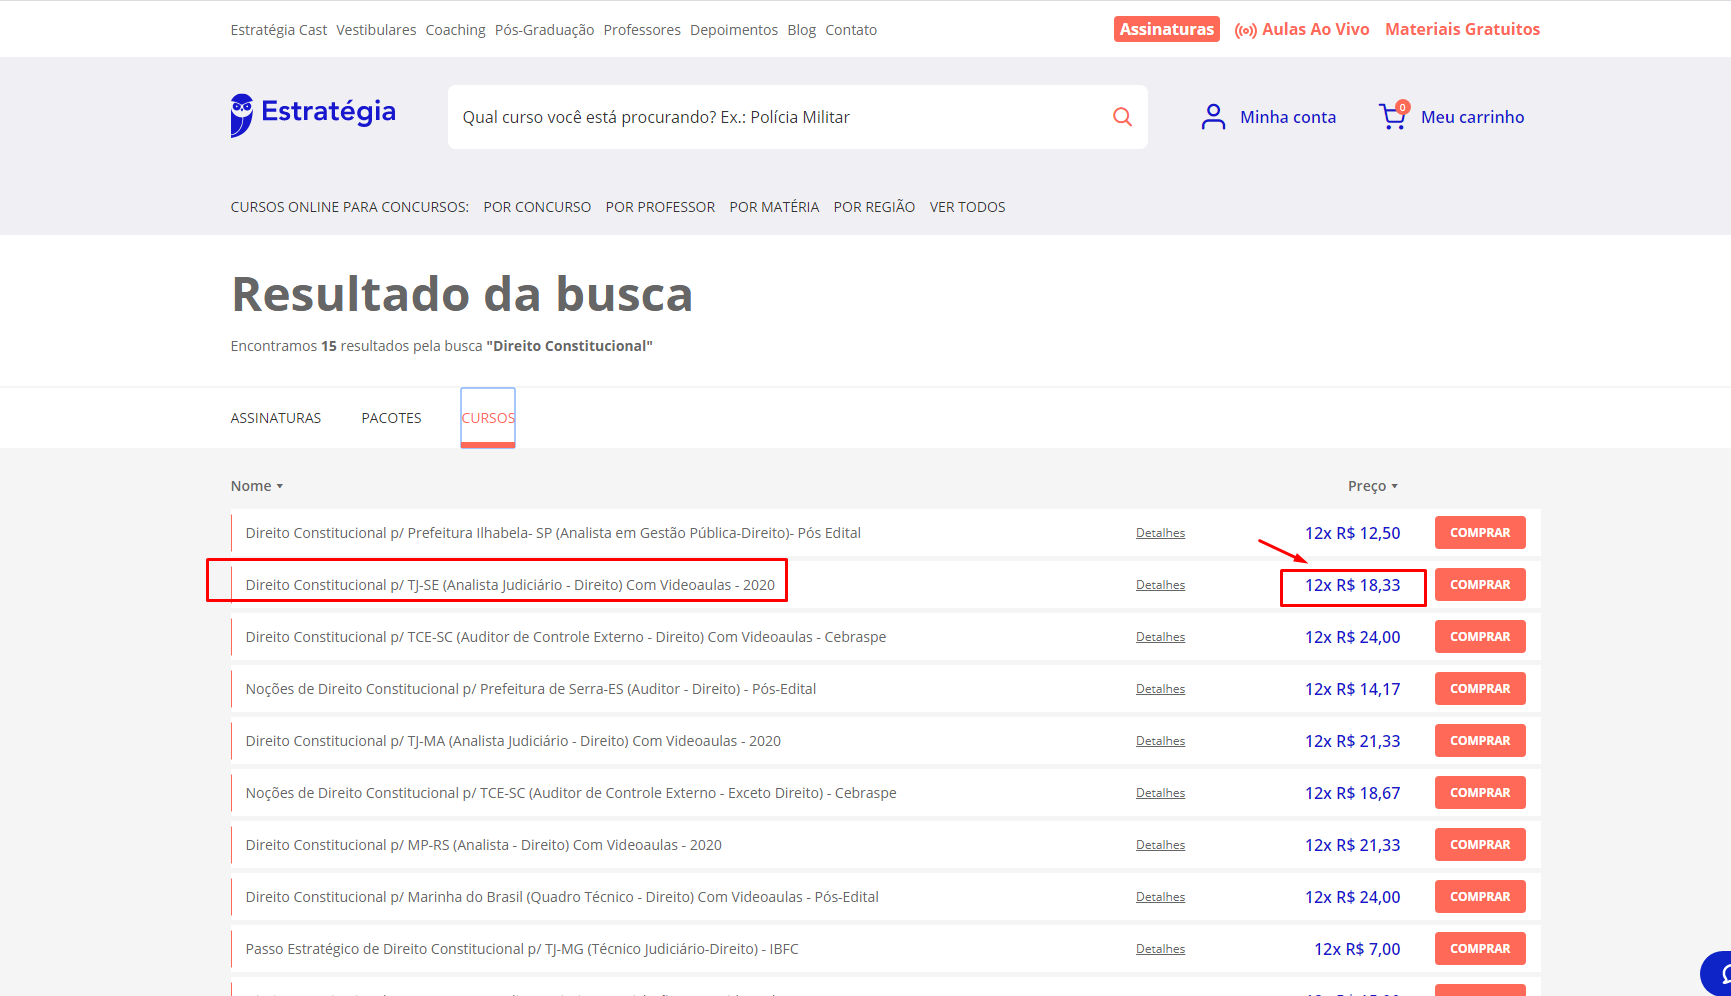 Estratégia Cast Vestibulares Coaching Pós-Graduação Professores Depoimentos Blog Contato Assinaturas Aulas Ao Vivo Materiais Gratuitos
Estratégia Qual curso você está procurando? Ex.: Polícia Militar Minha conta 0 Meu carrinho
CURSOS ONLINE PARA CONCURSOS: POR CONCURSO POR PROFESSOR POR MATÉRIA POR REGIÃO VER TODOS
Resultado da busca
Encontramos 15 resultados pela busca "Direito Constitucional"
ASSINATURAS PACOTES CURSOS
Nome Preço
Direito Constitucional p/ Prefeitura Ilhabela- SP (Analista em Gestão Pública-Direito)- Pós Edital Detalhes 12x R$ 12,50 COMPRAR
Direito Constitucional p/ TJ-SE (Analista Judiciário - Direito) Com Videoaulas - 2020 Detalhes 12x R$ 18,33 COMPRAR
Direito Constitucional p/ TCE-SC (Auditor de Controle Externo - Direito) Com Videoaulas - Cebraspe Detalhes 12x R$ 24,00 COMPRAR
Noções de Direito Constitucional p/ Prefeitura de Serra-ES (Auditor - Direito) - Pós-Edital Detalhes 12x R$ 14,17 COMPRAR
Direito Constitucional p/ TJ-MA (Analista Judiciário - Direito) Com Videoaulas - 2020 Detalhes 12x R$ 21,33 COMPRAR
Noções de Direito Constitucional p/ TCE-SC (Auditor de Controle Externo - Exceto Direito) - Cebraspe Detalhes 12x R$ 18,67 COMPRAR
Direito Constitucional p/ MP-RS (Analista - Direito) Com Videoaulas - 2020 Detalhes 12x R$ 21,33 COMPRAR
Direito Constitucional p/ Marinha do Brasil (Quadro Técnico - Direito) Com Videoaulas - Pós-Edital Detalhes 12x R$ 24,00 COMPRAR
Passo Estratégico de Direito Constitucional p/ TJ-MG (Técnico Judiciário-Direito) - IBFC Detalhes 12x R$ 7,00 COMPRAR